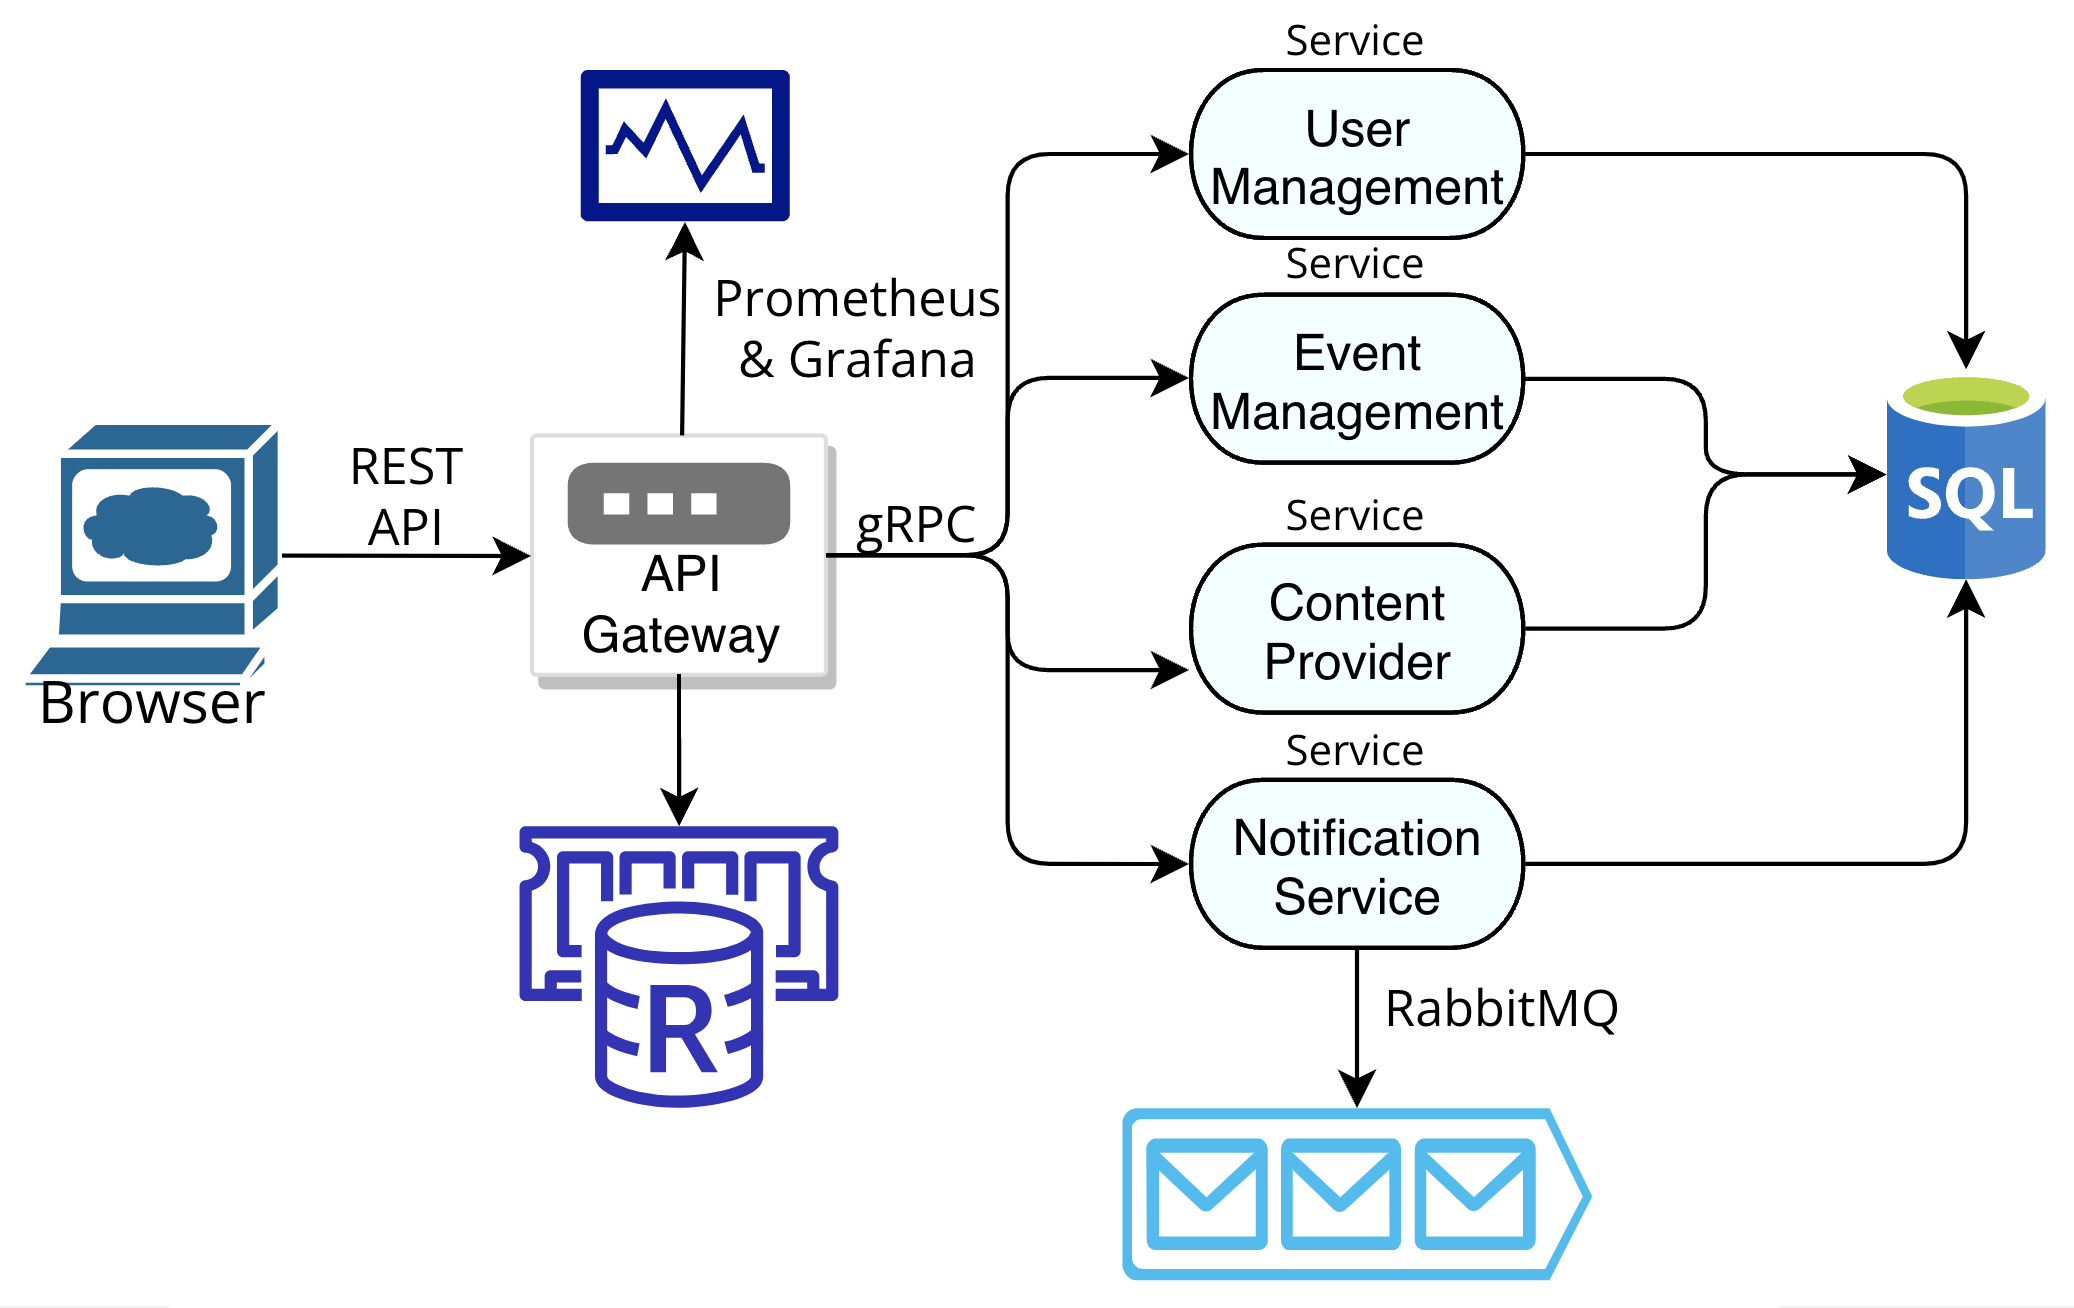 Service
User
Management
Service
Prometheus
& Grafana
Event
Management
REST
API
gRPC
SQL
Service
API
Gateway
Content
Provider
Browser
Service
Notification
Service
R
RabbitMQ